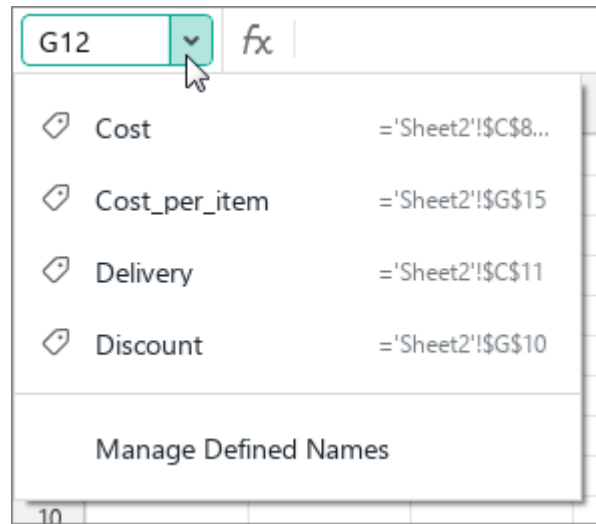 G12 fx
Cost ='Sheet2'!$C$8...
Cost_per_item ='Sheet2'!$G$15
Delivery ='Sheet2'!$C$11
Discount ='Sheet2'!$G$10
Manage Defined Names
10